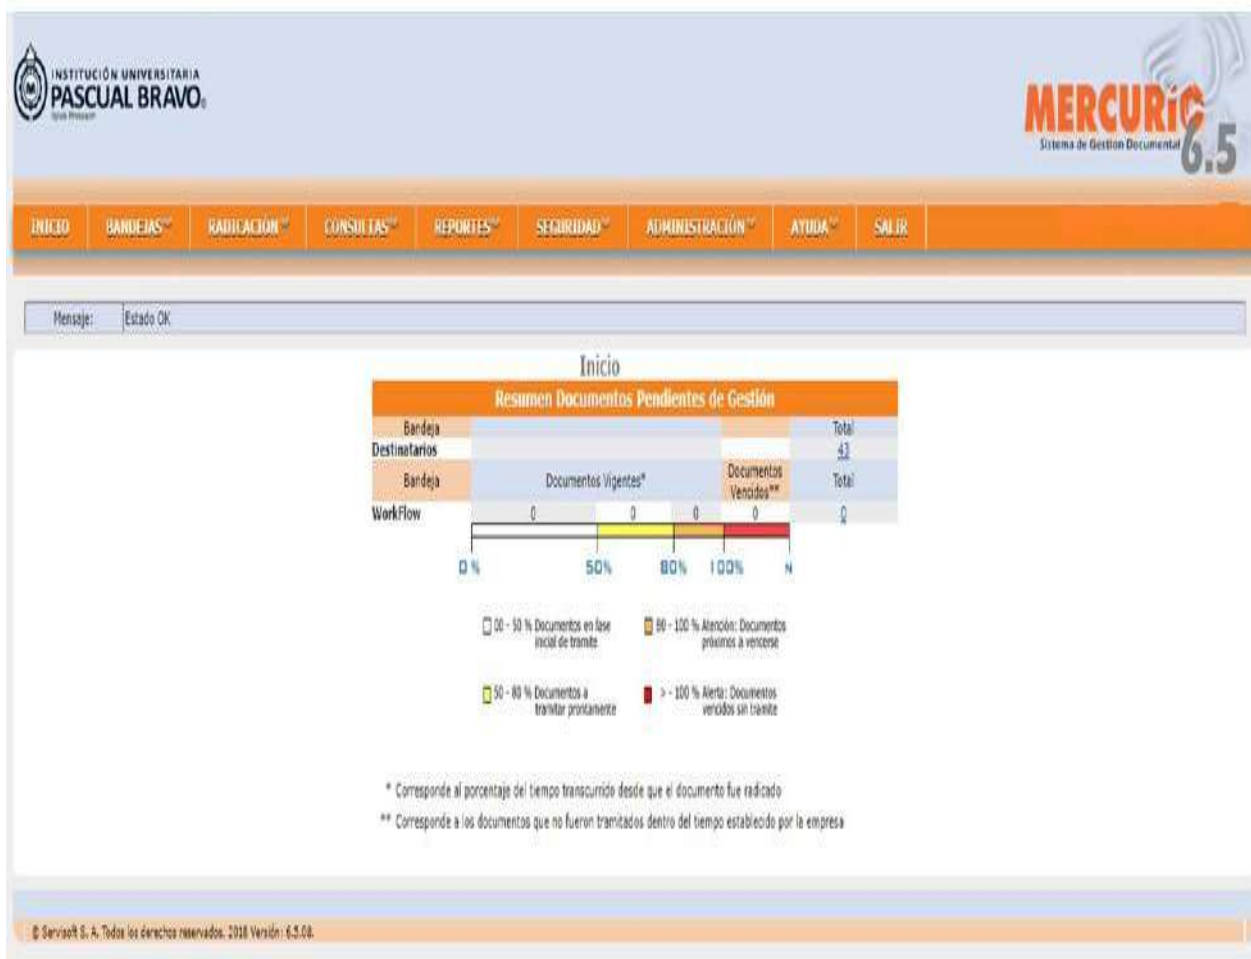 INSTITUCIÓN UNIVERSITARIA
PASCUAL BRAVO
MERCURiO
Sistema de Gestion Documental
6.5
INICIO BANDEJAS RADICACIÓN CONSULTAS REPORTES SEGURIDAD ADMINISTRACIÓN AYUDA SALIR
Mensaje: Estado OK
Inicio
Resumen Documentos Pendientes de Gestión
Bandeja Total
Destinatarios 43
Bandeja Documentos Vigentes* Documentos Vencidos** Total
WorkFlow 0 0 0 0 0
0 % 50% 80% 100% N
00 - 50 % Documentos en fase
inicial de tramite
80 - 100 % Atención: Documentos
próximos a vencerse
50 - 80 % Documentos a
tramitar prontamente
> - 100 % Alerta: Documentos
vencidos sin tramite
* Corresponde al porcentaje del tiempo transcurrido desde que el documento fue radicado
** Corresponde a los documentos que no fueron tramitados dentro del tiempo establecido por la empresa
© Servisoft S. A. Todos los derechos reservados. 2018 Versión: 6.5.08.